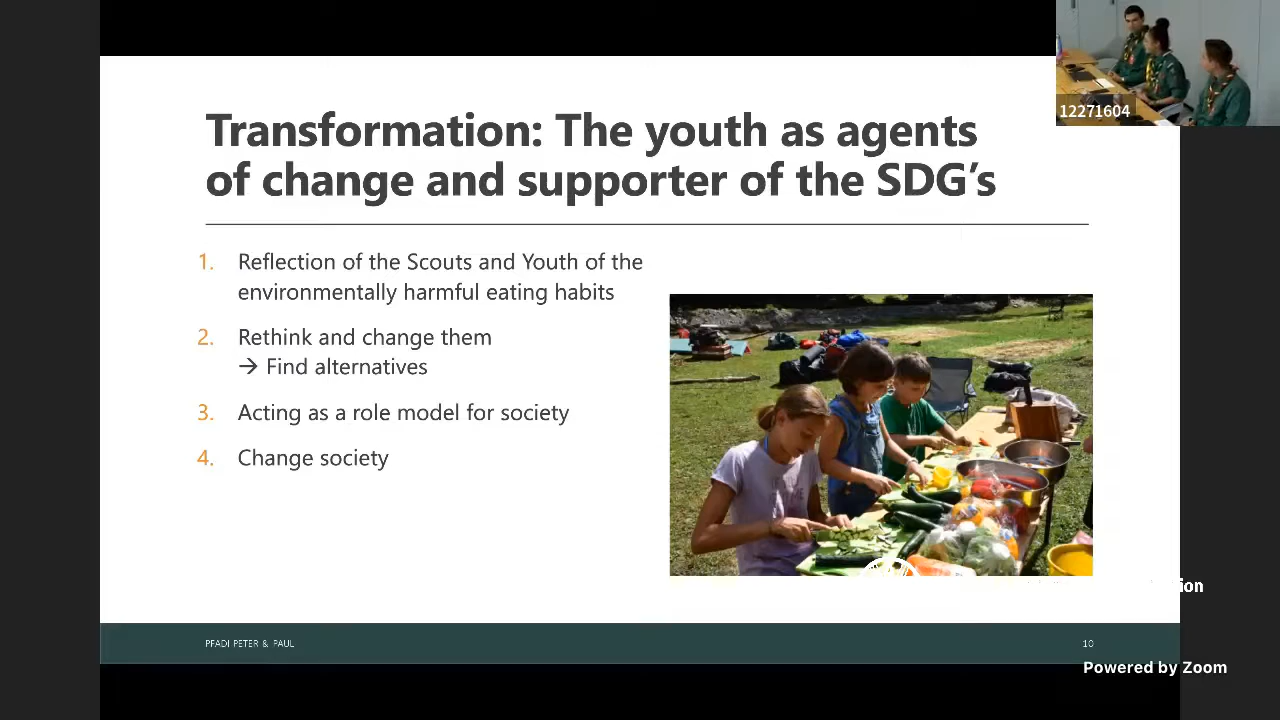 12271604
Transformation: The youth as agents
of change and supporter of the SDG’s
1. Reflection of the Scouts and Youth of the
environmentally harmful eating habits
2. Rethink and change them
→ Find alternatives
3. Acting as a role model for society
4. Change society
PFADI PETER & PAUL
10
Powered by Zoom